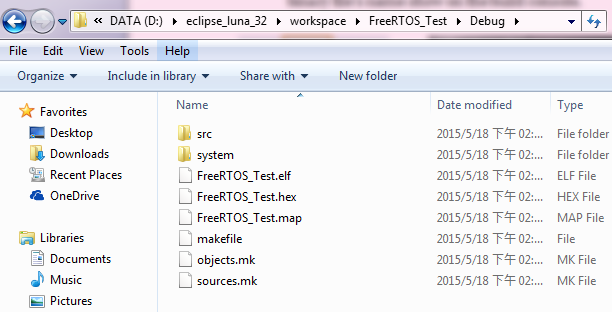 DATA (D:) ▸ eclipse_luna_32 ▸ workspace ▸ FreeRTOS_Test ▸ Debug ▸
File Edit View Tools Help
Organize Include in library Share with New folder
Favorites
Desktop
Downloads
Recent Places
OneDrive
Libraries
Documents
Music
Pictures
Name Date modified Type
src 2015/5/18 下午 02:... File folder
system 2015/5/18 下午 02:... File folder
FreeRTOS_Test.elf 2015/5/18 下午 02:... ELF File
FreeRTOS_Test.hex 2015/5/18 下午 02:... HEX File
FreeRTOS_Test.map 2015/5/18 下午 02:... MAP File
makefile 2015/5/18 下午 02:... File
objects.mk 2015/5/18 下午 02:... MK File
sources.mk 2015/5/18 下午 02:... MK File